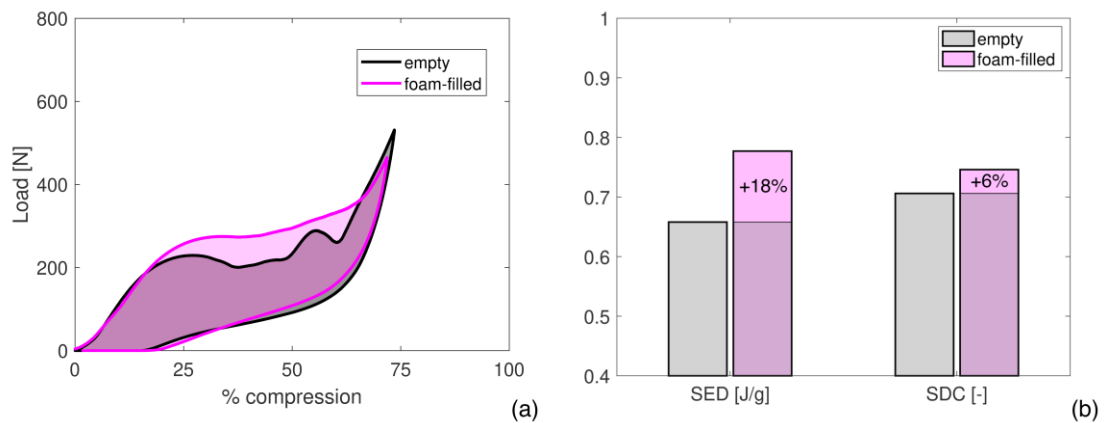 800
600
400
200
0
Load [N]
empty
foam-filled
0 25 50 75 100
% compression
(a)
1
0.9
0.8
0.7
0.6
0.5
0.4
empty
foam-filled
+18%
+6%
SED [J/g] SDC [-]
(b)